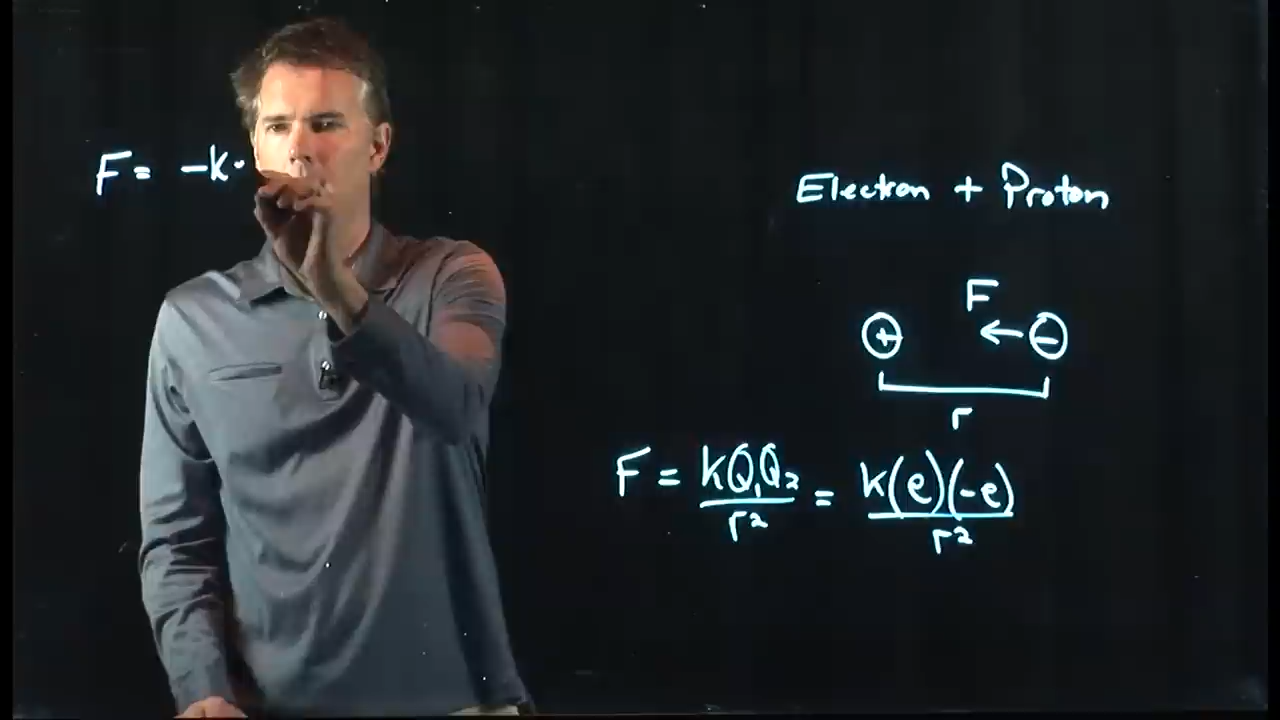 F = -k·
Electron + Proton
F
+ -
r
F = kQ₁Q₂/r² = k(e)(-e)/r²